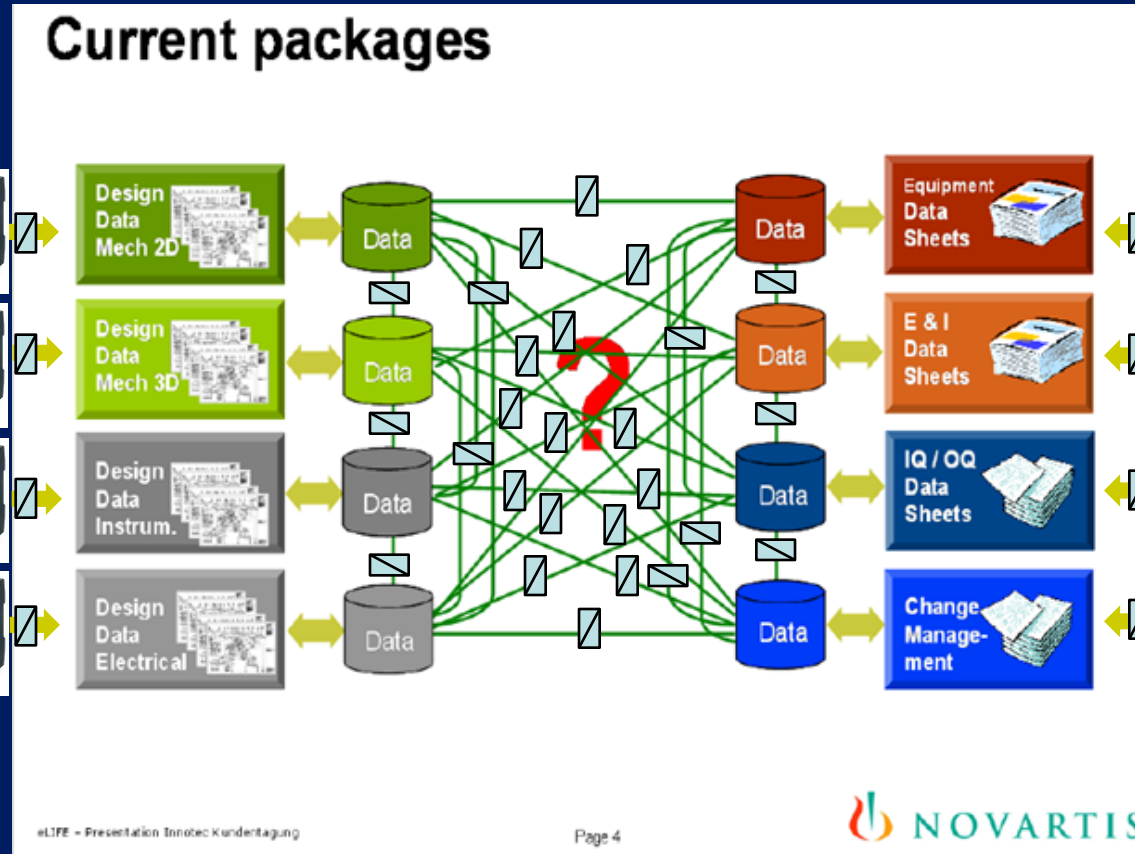 Current packages
Design
Data
Mech 2D
Data
Data
Equipment
Data
Sheets
Design
Data
Mech 3D
Data
Data
E & I
Data
Sheets
?
Design
Data
Instrum.
Data
Data
IQ / OQ
Data
Sheets
Design
Data
Electrical
Data
Data
Change
Manage-
ment
eLIFE - Presentation Innotec Kundentagung
Page 4
NOVARTIS